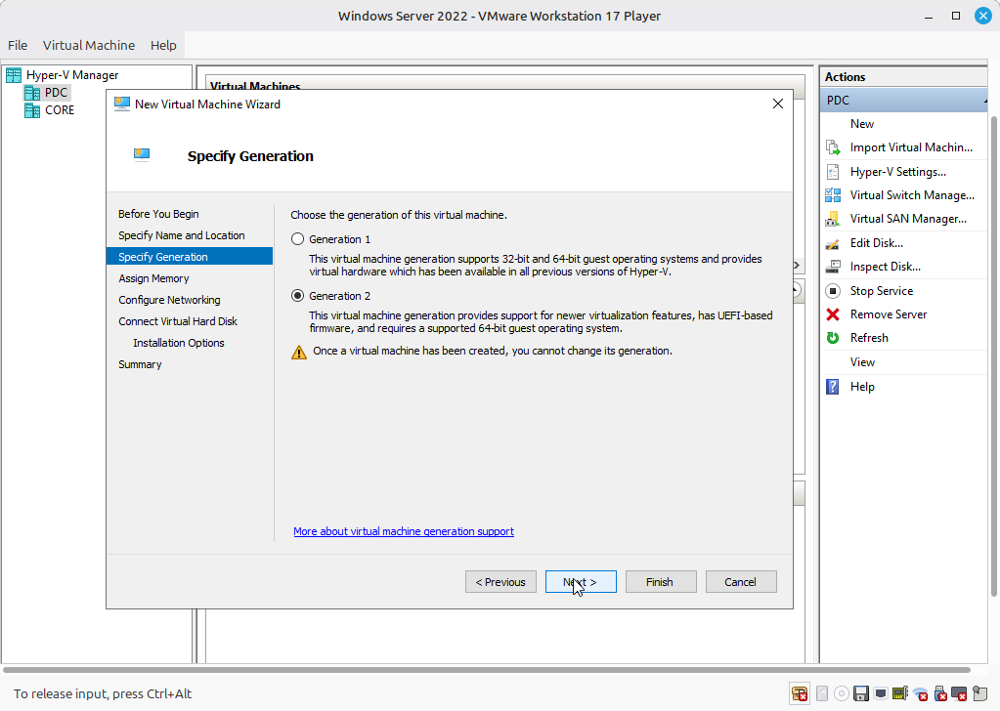 Windows Server 2022 - VMware Workstation 17 Player
File Virtual Machine Help
Hyper-V Manager
PDC
CORE
Virtual Machines
New Virtual Machine Wizard
Specify Generation
Before You Begin
Specify Name and Location
Specify Generation
Assign Memory
Configure Networking
Connect Virtual Hard Disk
Installation Options
Summary
Choose the generation of this virtual machine.
Generation 1
This virtual machine generation supports 32-bit and 64-bit guest operating systems and provides
virtual hardware which has been available in all previous versions of Hyper-V.
Generation 2
This virtual machine generation provides support for newer virtualization features, has UEFI-based
firmware, and requires a supported 64-bit guest operating system.
Once a virtual machine has been created, you cannot change its generation.
More about virtual machine generation support
< Previous
Next >
Finish
Cancel
Actions
PDC
New
Import Virtual Machin...
Hyper-V Settings...
Virtual Switch Manage...
Virtual SAN Manager...
Edit Disk...
Inspect Disk...
Stop Service
Remove Server
Refresh
View
Help
To release input, press Ctrl+Alt